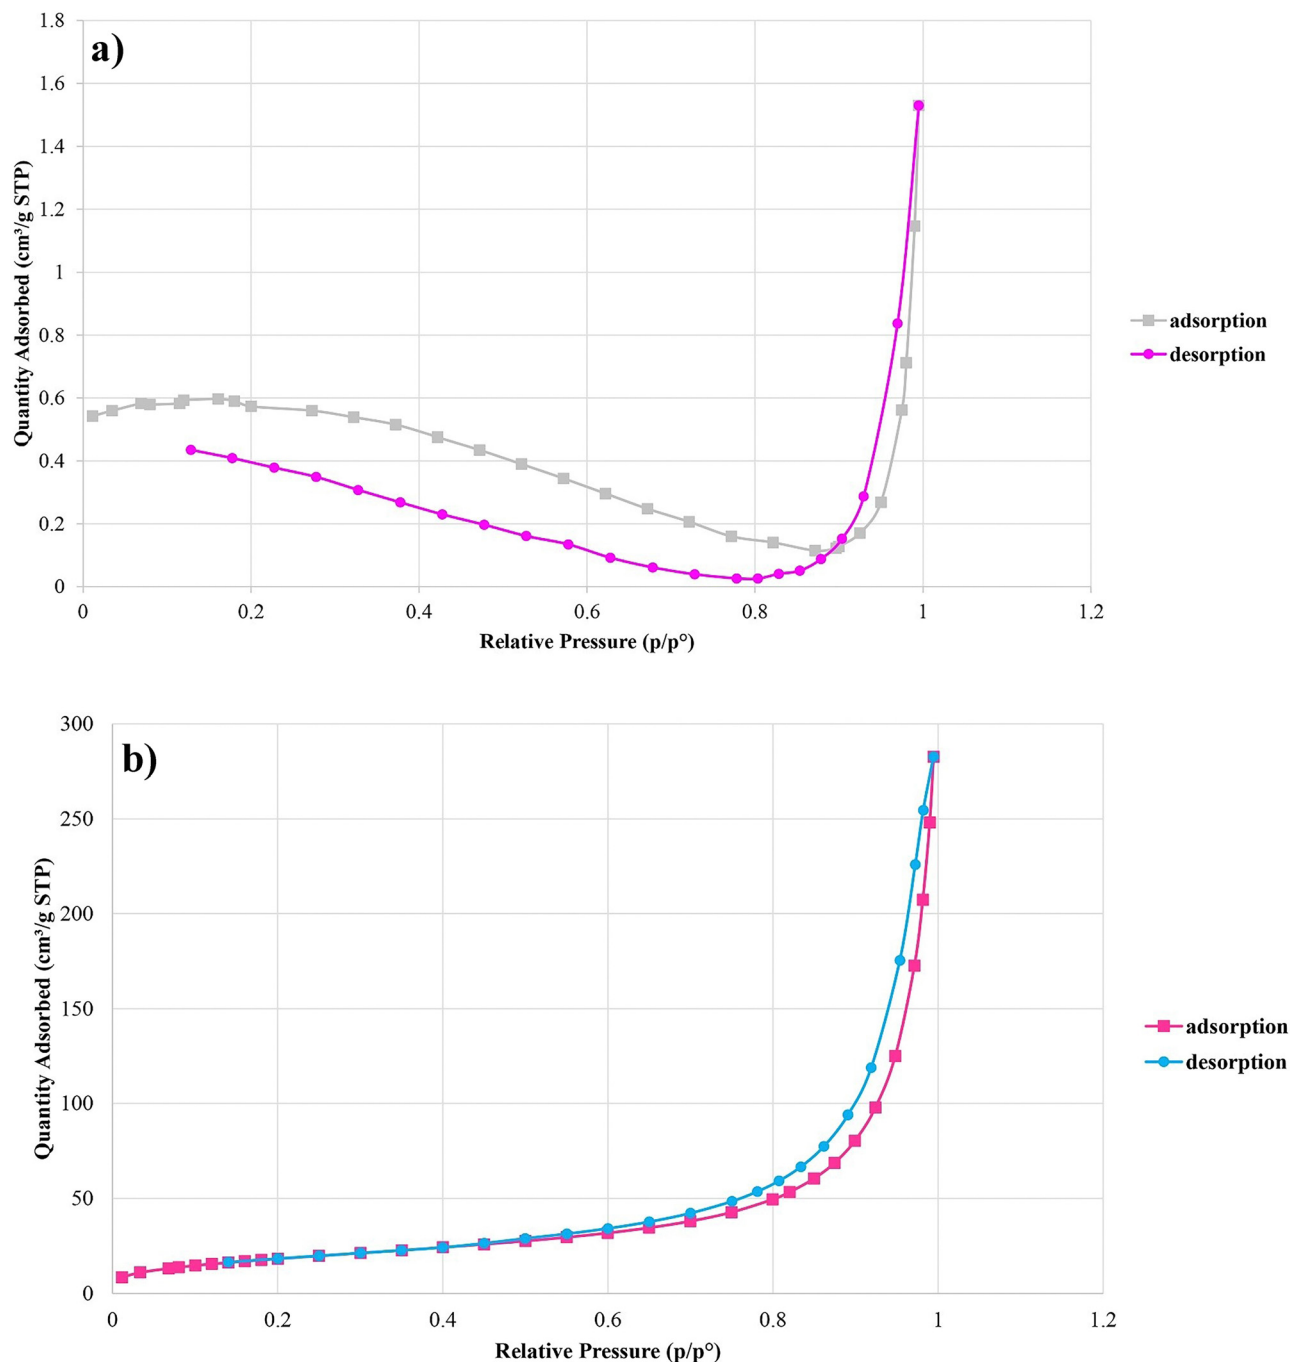 a)
1.8
1.6
1.4
1.2
1
0.8
0.6
0.4
0.2
0
Quantity Adsorbed (cm³/g STP)
0 0.2 0.4 0.6 0.8 1 1.2
Relative Pressure (p/p°)
adsorption
desorption
b)
300
250
200
150
100
50
0
Quantity Adsorbed (cm³/g STP)
0 0.2 0.4 0.6 0.8 1 1.2
Relative Pressure (p/p°)
adsorption
desorption